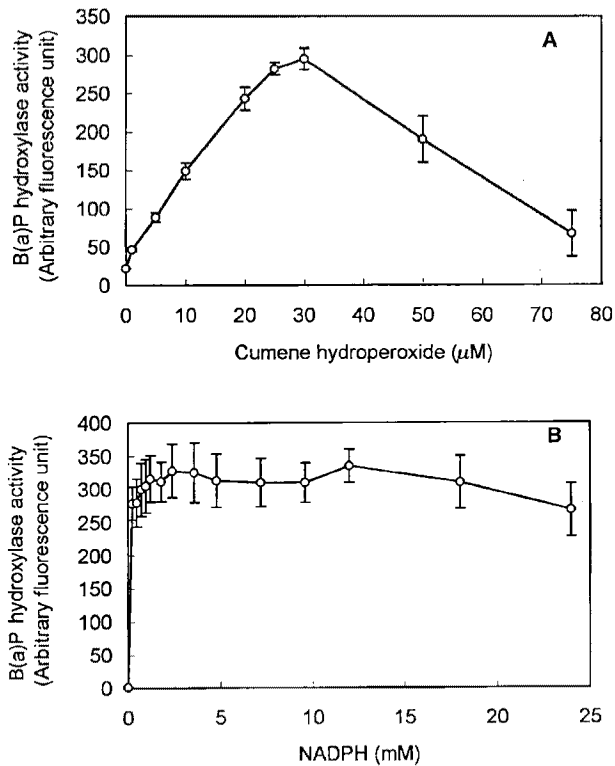 A
B(a)P hydroxylase activity
(Arbitrary fluorescence unit)
350
300
250
200
150
100
50
0
0 10 20 30 40 50 60 70 80
Cumene hydroperoxide (μM)
B
B(a)P hydroxylase activity
(Arbitrary fluorescence unit)
400
350
300
250
200
150
100
50
0
0 5 10 15 20 25
NADPH (mM)